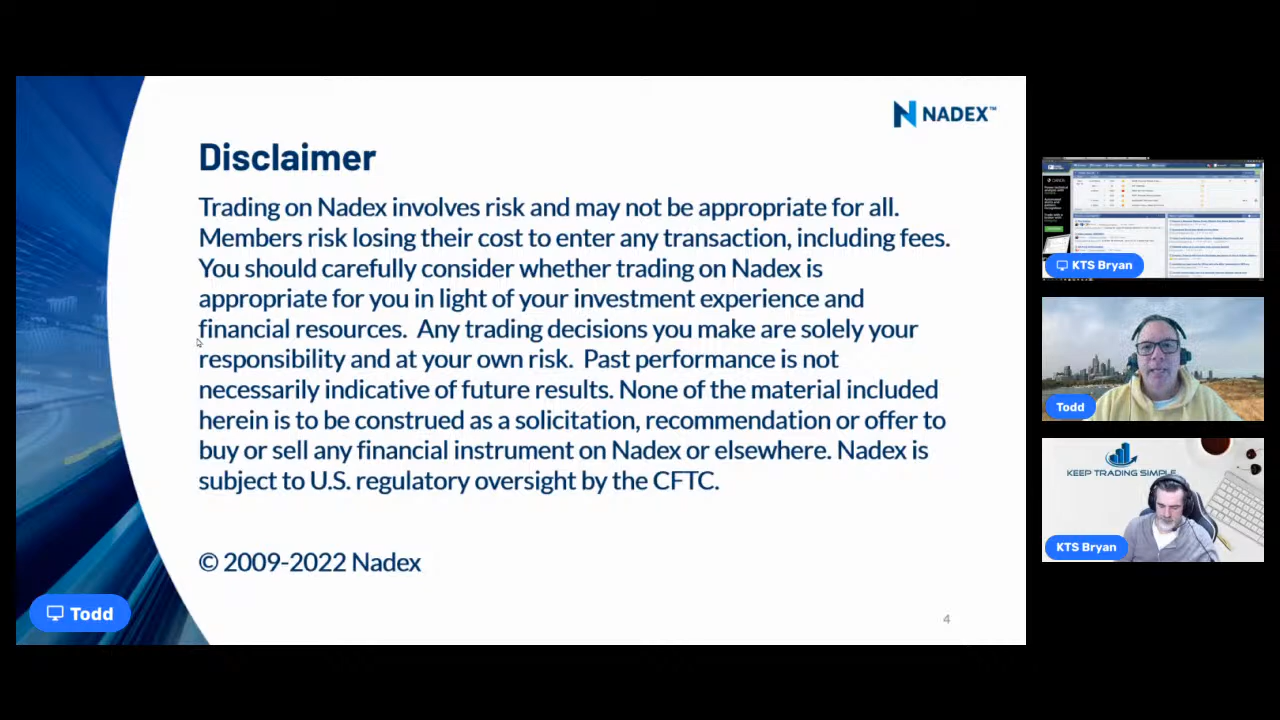 NADEX™
Disclaimer
Trading on Nadex involves risk and may not be appropriate for all.
Members risk losing their cost to enter any transaction, including fees.
You should carefully consider whether trading on Nadex is
appropriate for you in light of your investment experience and
financial resources.  Any trading decisions you make are solely your
responsibility and at your own risk.  Past performance is not
necessarily indicative of future results. None of the material included
herein is to be construed as a solicitation, recommendation or offer to
buy or sell any financial instrument on Nadex or elsewhere. Nadex is
subject to U.S. regulatory oversight by the CFTC.
© 2009-2022 Nadex
4
Todd
KTS Bryan
Todd
KEEP TRADING SIMPLE
KTS Bryan